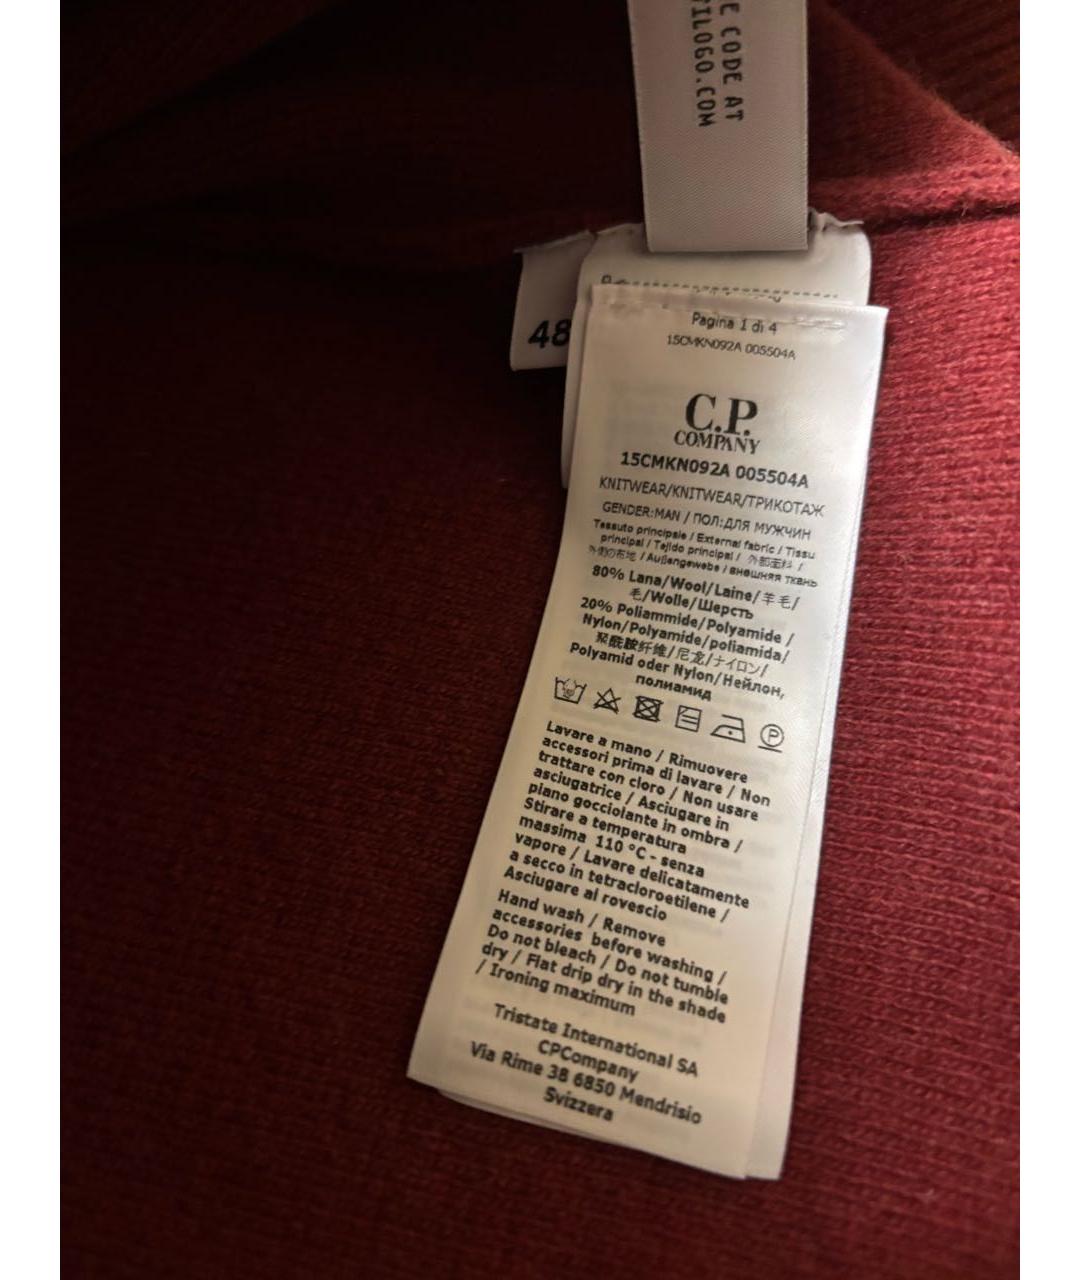 E CODE AT
FILOGO.COM
48
Pagina 1 di 4
15CMKN092A 005504A
C.P.
COMPANY
15CMKN092A 005504A
KNITWEAR/KNITWEAR/ТРИКОТАЖ
GENDER:MAN / ПОЛ:ДЛЯ МУЖЧИН
Tessuto principale / External fabric / Tissu
principal / Tejido principal / 外部面料 /
外側の布地 / Außengewebe / внешняя ткань
80% Lana/Wool/Laine/羊毛/
毛/Wolle/Шерсть
20% Poliammide/Polyamide /
Nylon/Polyamide/poliamida/
聚酰胺纤维/尼龙/ナイロン/
Polyamid oder Nylon/Нейлон,
полиамид
P
Lavare a mano / Rimuovere
accessori prima di lavare / Non
trattare con cloro / Non usare
asciugatrice / Asciugare in
piano gocciolante in ombra /
Stirare a temperatura
massima 110 °C - senza
vapore / Lavare delicatamente
a secco in tetracloroetilene /
Asciugare al rovescio
Hand wash / Remove
accessories before washing /
Do not bleach / Do not tumble
dry / Flat drip dry in the shade
/ Ironing maximum
Tristate International SA
CPCompany
Via Rime 38 6850 Mendrisio
Svizzera